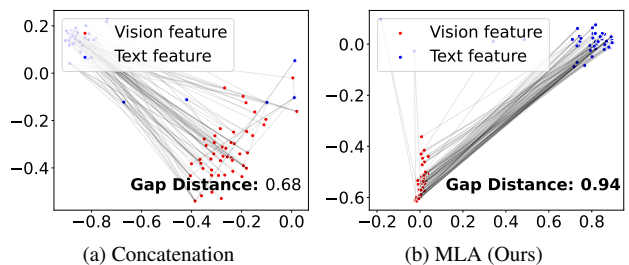 Vision feature
Text feature
0.2
0.0
−0.2
−0.4
Gap Distance: 0.68
−0.8
−0.6
−0.4
−0.2
0.0
(a) Concatenation
Vision feature
Text feature
0.0
−0.2
−0.4
−0.6
Gap Distance: 0.94
−0.2
0.0
0.2
0.4
0.6
0.8
(b) MLA (Ours)